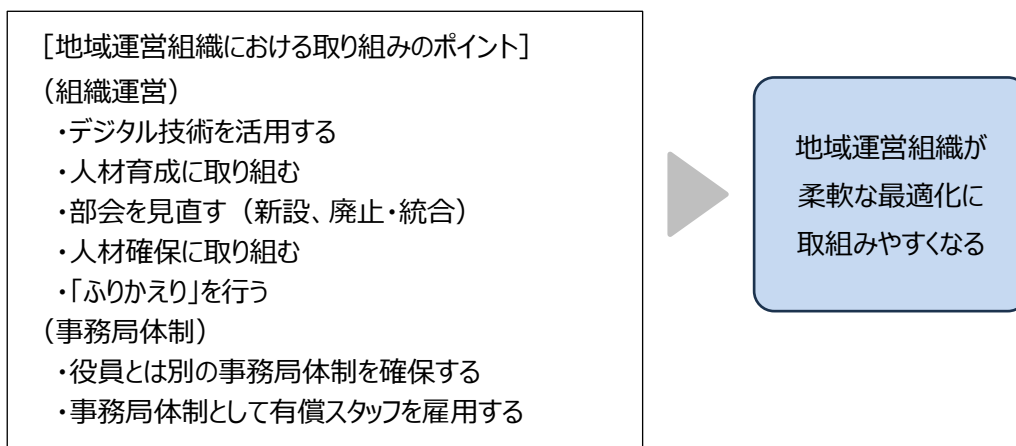 ［地域運営組織における取り組みのポイント］
（組織運営）
・デジタル技術を活用する
・人材育成に取り組む
・部会を見直す（新設、廃止・統合）
・人材確保に取り組む
・「ふりかえり」を行う
（事務局体制）
・役員とは別の事務局体制を確保する
・事務局体制として有償スタッフを雇用する
地域運営組織が
柔軟な最適化に
取組みやすくなる